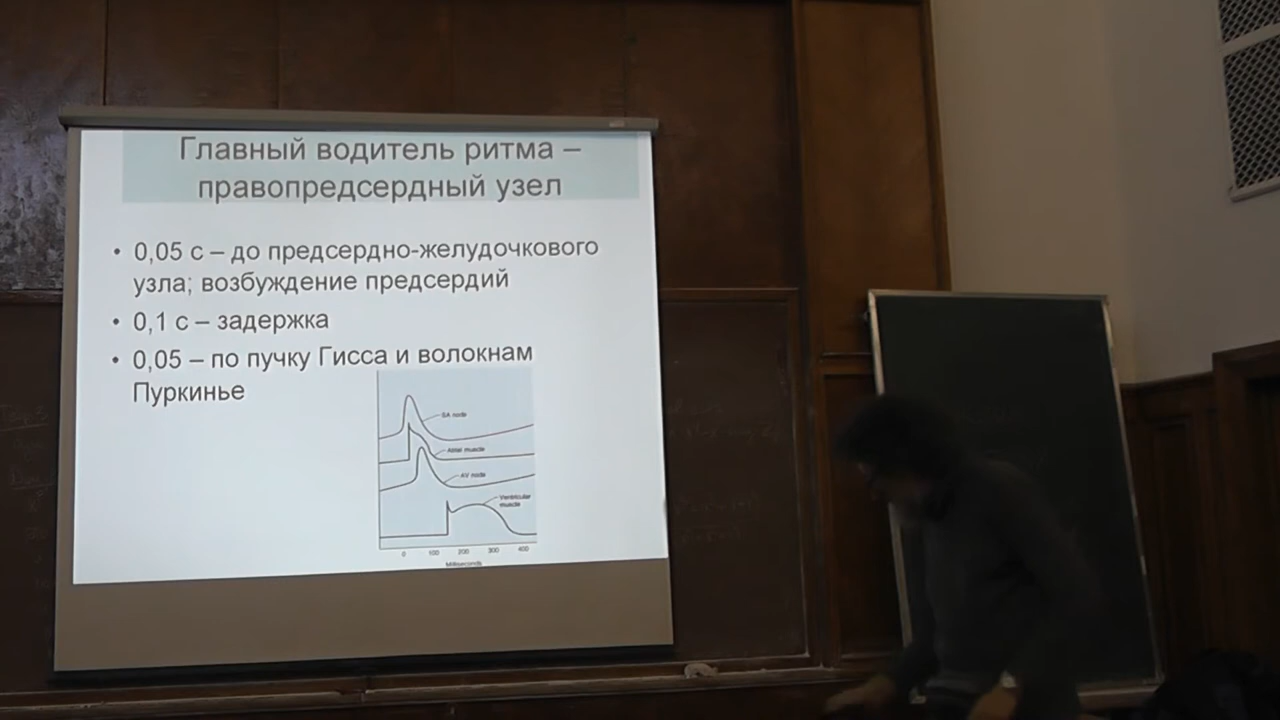 Главный водитель ритма –
правопредсердный узел
• 0,05 с – до предсердно-желудочкового
узла; возбуждение предсердий
• 0,1 с – задержка
• 0,05 – по пучку Гисса и волокнам
Пуркинье
SA node
Atrial muscle
AV node
Ventricular
muscle
0 100 200 300 400
Milliseconds